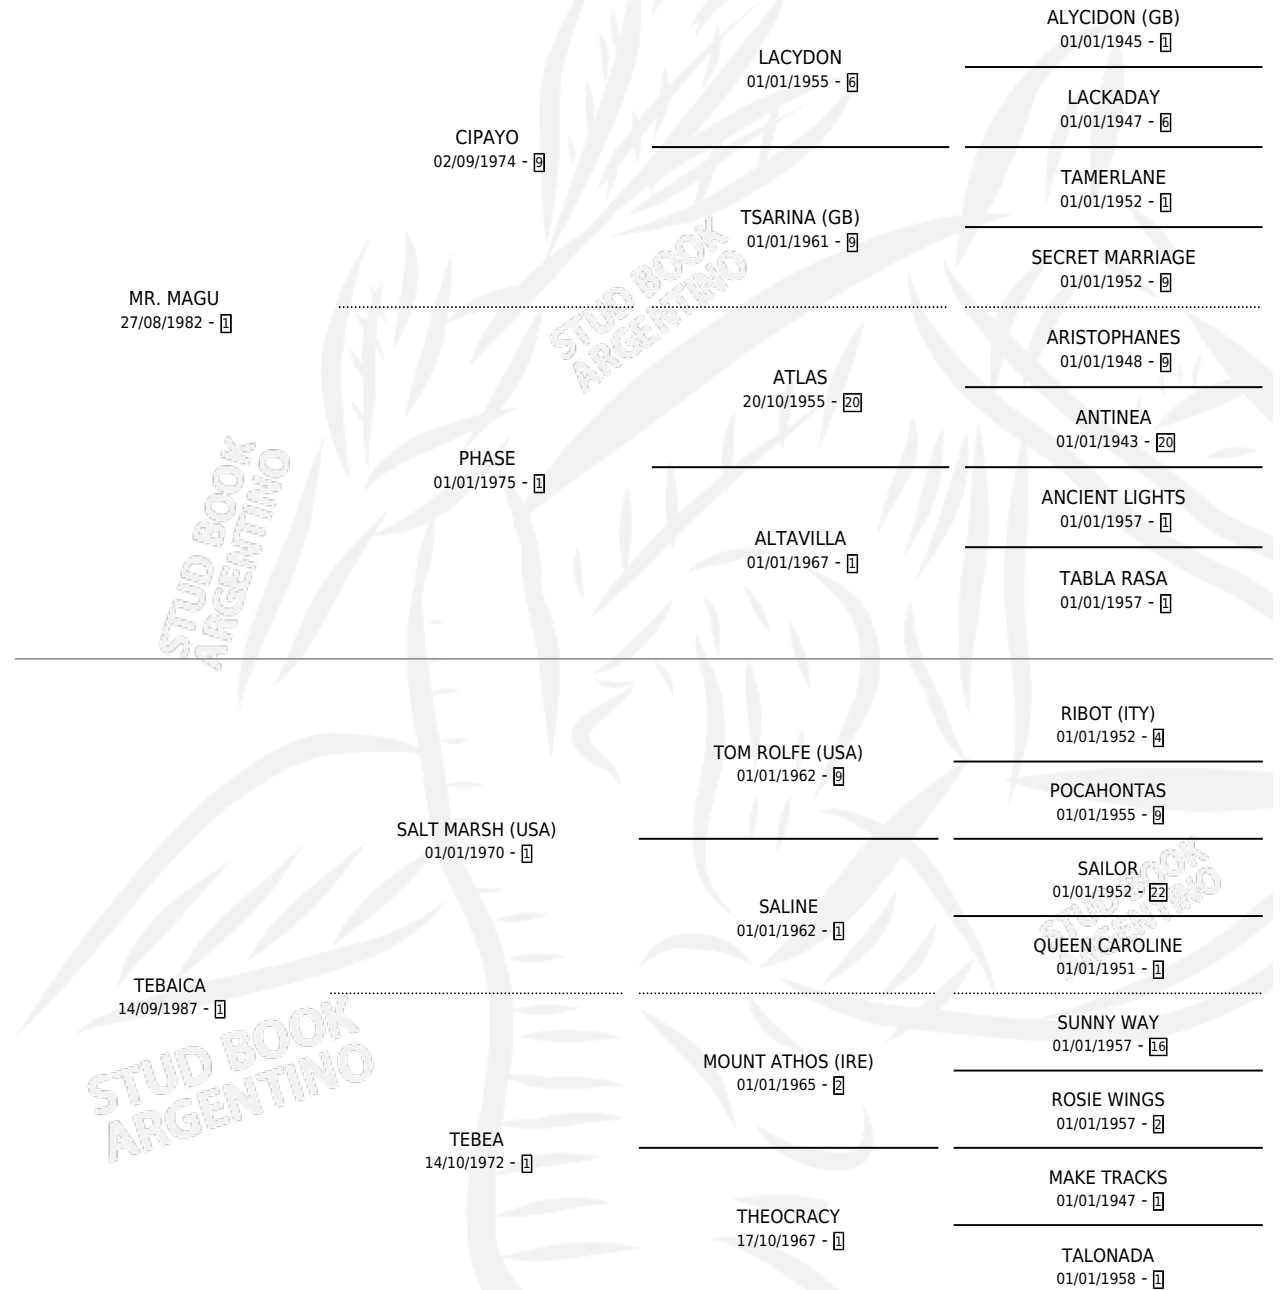 ALYCIDON (GB)
01/01/1945 - 1
LACYDON
01/01/1955 - 6
LACKADAY
01/01/1947 - 6
CIPAYO
02/09/1974 - 9
TAMERLANE
01/01/1952 - 1
TSARINA (GB)
01/01/1961 - 9
SECRET MARRIAGE
01/01/1952 - 9
MR. MAGU
27/08/1982 - 1
ARISTOPHANES
01/01/1948 - 9
ATLAS
20/10/1955 - 20
ANTINEA
01/01/1943 - 20
PHASE
01/01/1975 - 1
ANCIENT LIGHTS
01/01/1957 - 1
ALTAVILLA
01/01/1967 - 1
TABLA RASA
01/01/1957 - 1
STUD BOOK
ARGENTINO
STUD BOOK
ARGENTINO
RIBOT (ITY)
01/01/1952 - 4
TOM ROLFE (USA)
01/01/1962 - 9
POCAHONTAS
01/01/1955 - 9
SALT MARSH (USA)
01/01/1970 - 1
SAILOR
01/01/1952 - 22
SALINE
01/01/1962 - 1
QUEEN CAROLINE
01/01/1951 - 1
TEBAICA
14/09/1987 - 1
SUNNY WAY
01/01/1957 - 16
MOUNT ATHOS (IRE)
01/01/1965 - 2
ROSIE WINGS
01/01/1957 - 2
TEBEA
14/10/1972 - 1
MAKE TRACKS
01/01/1947 - 1
THEOCRACY
17/10/1967 - 1
TALONADA
01/01/1958 - 1
STUD BOOK
ARGENTINO
STUD BOOK
ARGENTINO